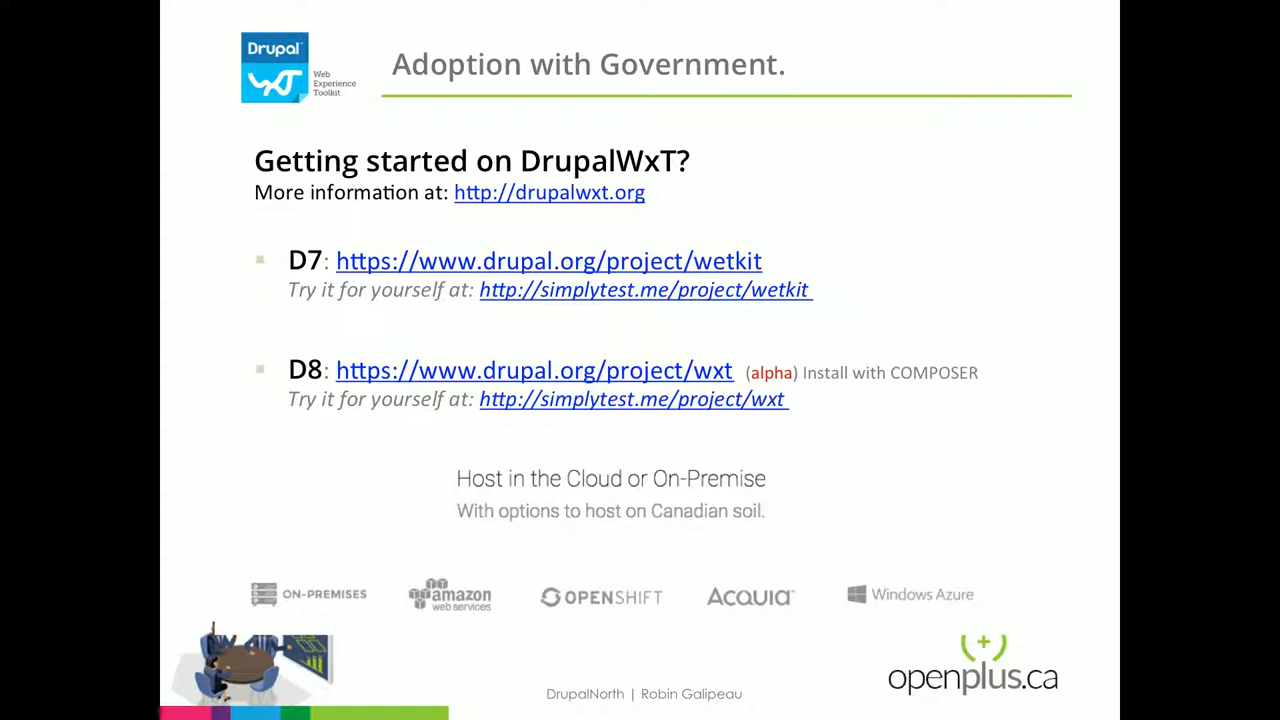 Drupal™
WxT
Web
Experience
Toolkit
Adoption with Government.
Getting started on DrupalWxT?
More information at: http://drupalwxt.org
D7: https://www.drupal.org/project/wetkit
Try it for yourself at: http://simplytest.me/project/wetkit
D8: https://www.drupal.org/project/wxt (alpha) Install with COMPOSER
Try it for yourself at: http://simplytest.me/project/wxt
Host in the Cloud or On-Premise
With options to host on Canadian soil.
ON-PREMISES
amazon
web services
OPENSHIFT
ACQUIA
Windows Azure
openplus.ca
DrupalNorth | Robin Galipeau